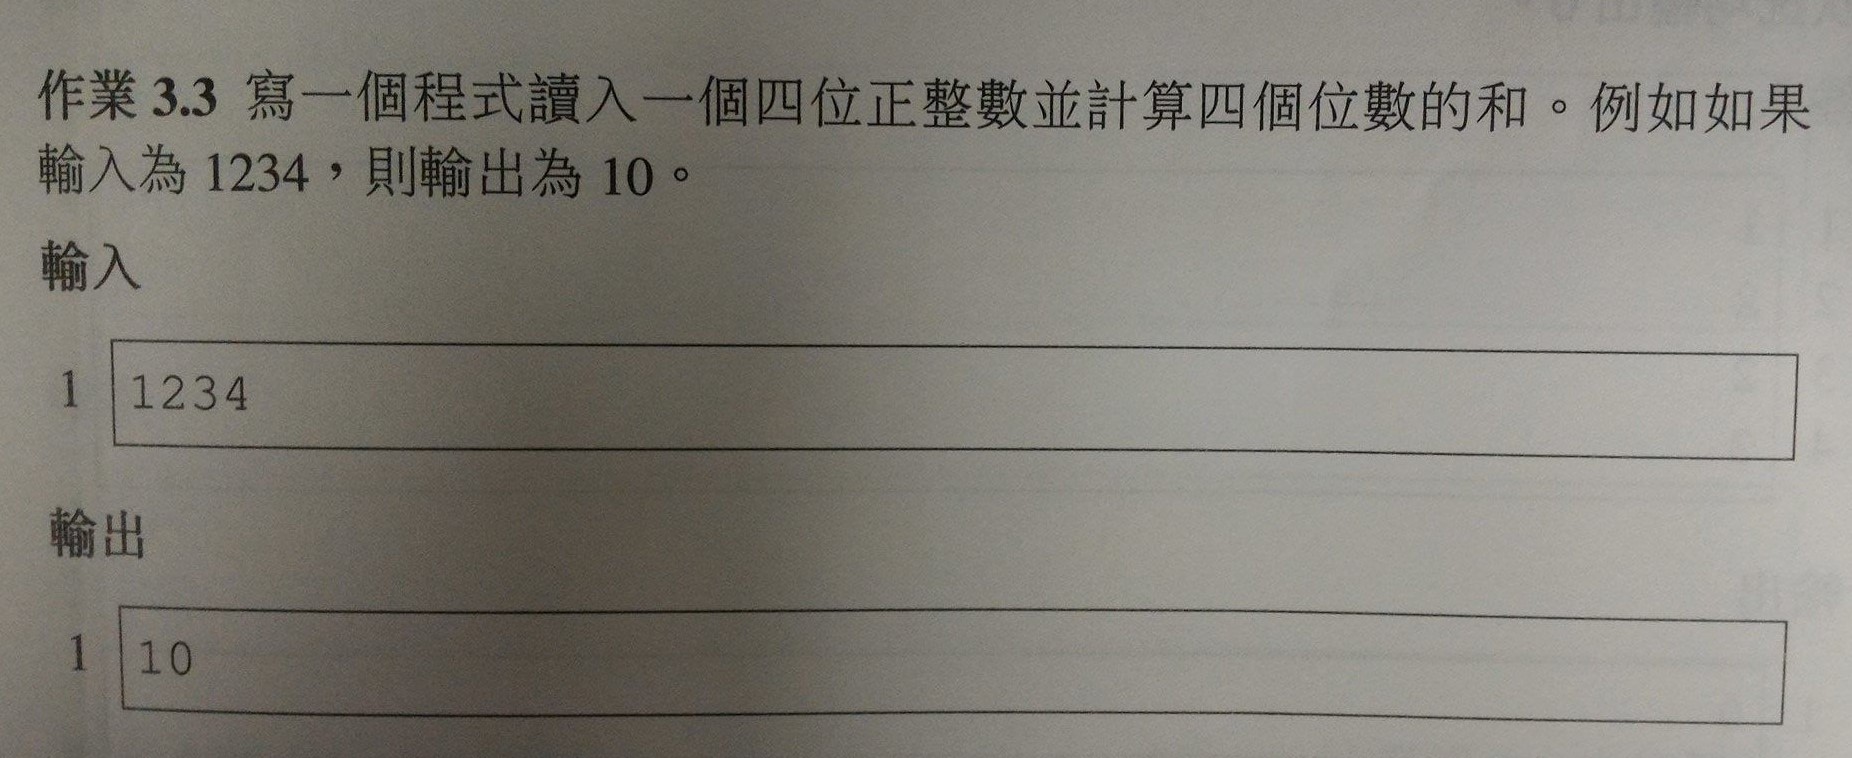 作業 3.3 寫一個程式讀入一個四位正整數並計算四個位數的和。例如如果
輸入為 1234，則輸出為 10。
輸入
1 1234
輸出
1 10